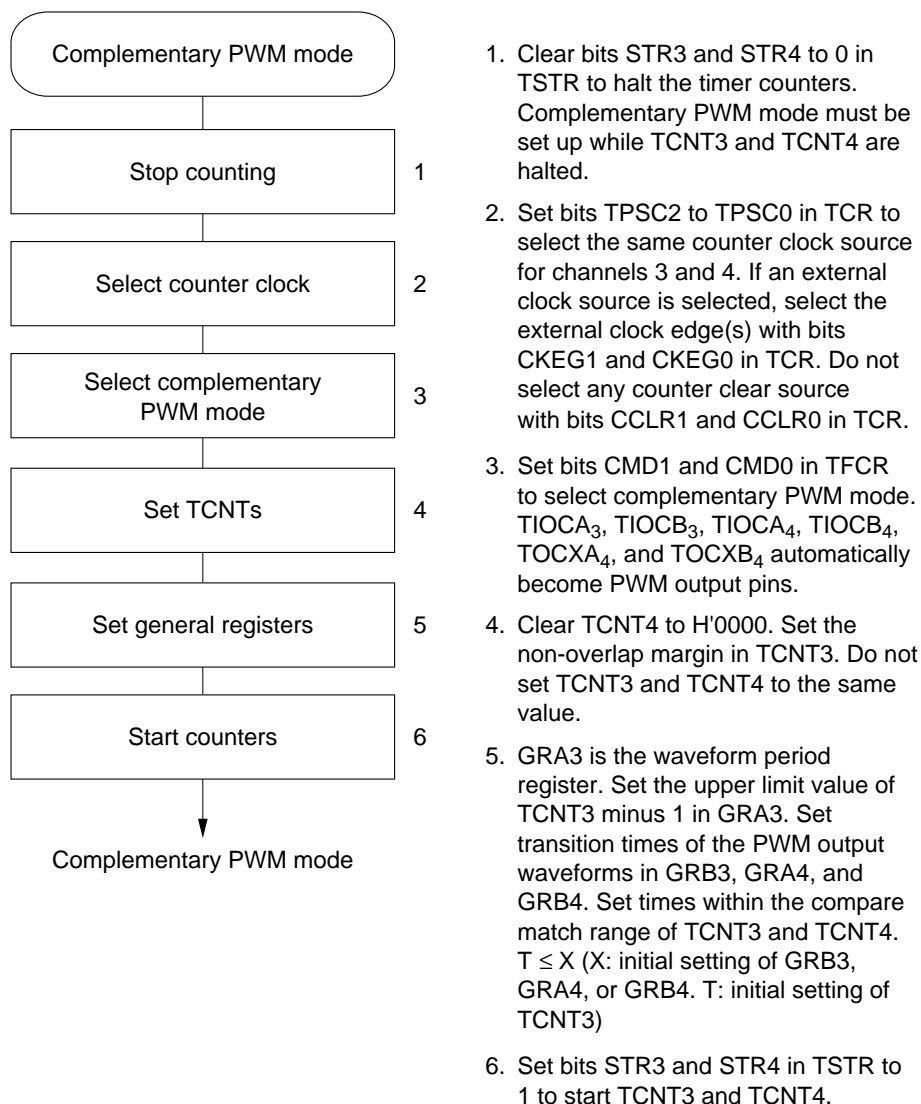 Complementary PWM mode
Stop counting
1
Select counter clock
2
Select complementary
PWM mode
3
Set TCNTs
4
Set general registers
5
Start counters
6
Complementary PWM mode
1. Clear bits STR3 and STR4 to 0 in
TSTR to halt the timer counters.
Complementary PWM mode must be
set up while TCNT3 and TCNT4 are
halted.
2. Set bits TPSC2 to TPSC0 in TCR to
select the same counter clock source
for channels 3 and 4. If an external
clock source is selected, select the
external clock edge(s) with bits
CKEG1 and CKEG0 in TCR. Do not
select any counter clear source
with bits CCLR1 and CCLR0 in TCR.
3. Set bits CMD1 and CMD0 in TFCR
to select complementary PWM mode.
TIOCA₃, TIOCB₃, TIOCA₄, TIOCB₄,
TOCXA₄, and TOCXB₄ automatically
become PWM output pins.
4. Clear TCNT4 to H'0000. Set the
non-overlap margin in TCNT3. Do not
set TCNT3 and TCNT4 to the same
value.
5. GRA3 is the waveform period
register. Set the upper limit value of
TCNT3 minus 1 in GRA3. Set
transition times of the PWM output
waveforms in GRB3, GRA4, and
GRB4. Set times within the compare
match range of TCNT3 and TCNT4.
T ≤ X (X: initial setting of GRB3,
GRA4, or GRB4. T: initial setting of
TCNT3)
6. Set bits STR3 and STR4 in TSTR to
1 to start TCNT3 and TCNT4.